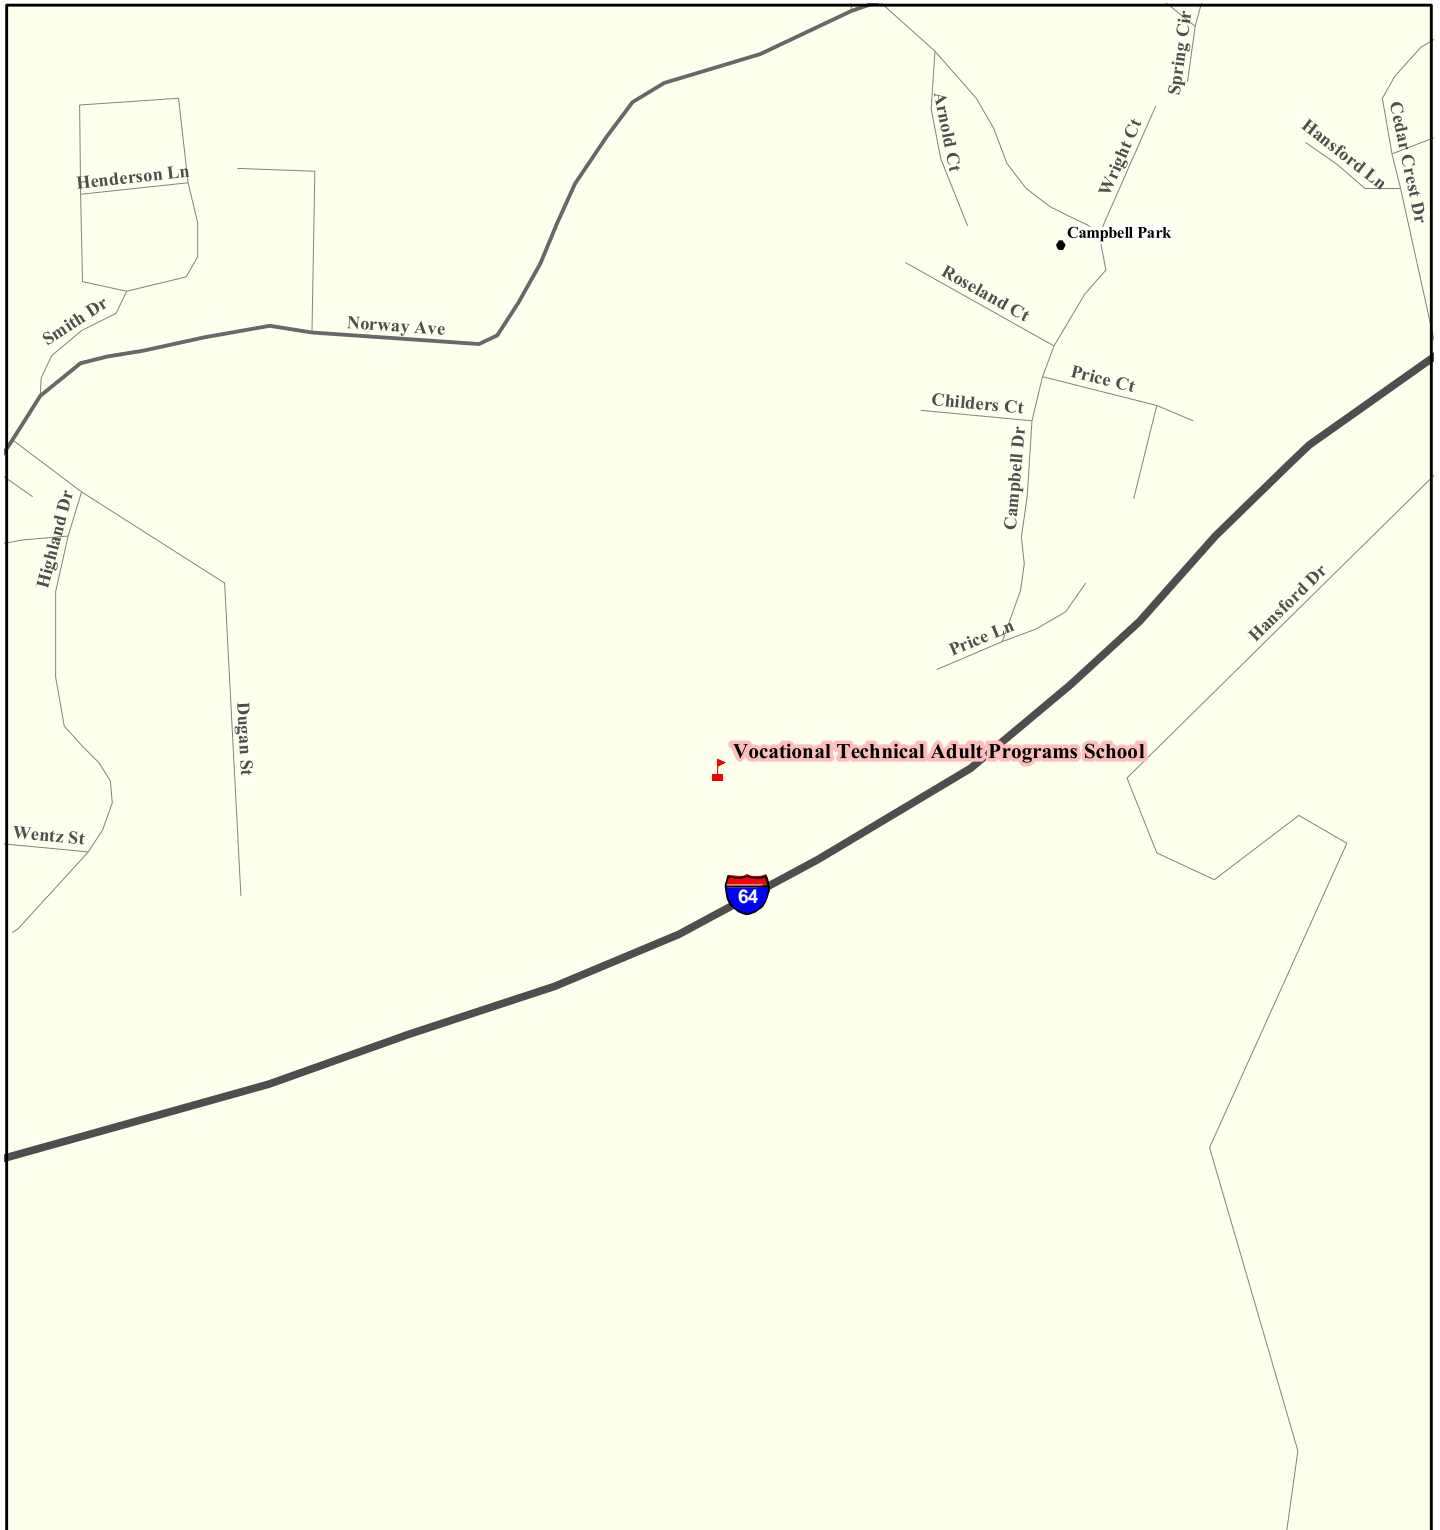 Spring Cir
Arnold Ct
Cedar Crest Dr
Wright Ct
Hansford Ln
Henderson Ln
Campbell Park
Roseland Ct
Smith Dr
Norway Ave
Price Ct
Childers Ct
Campbell Dr
Highland Dr
Hansford Dr
Price Ln
Dugan St
Vocational Technical Adult Programs School
Wentz St
64